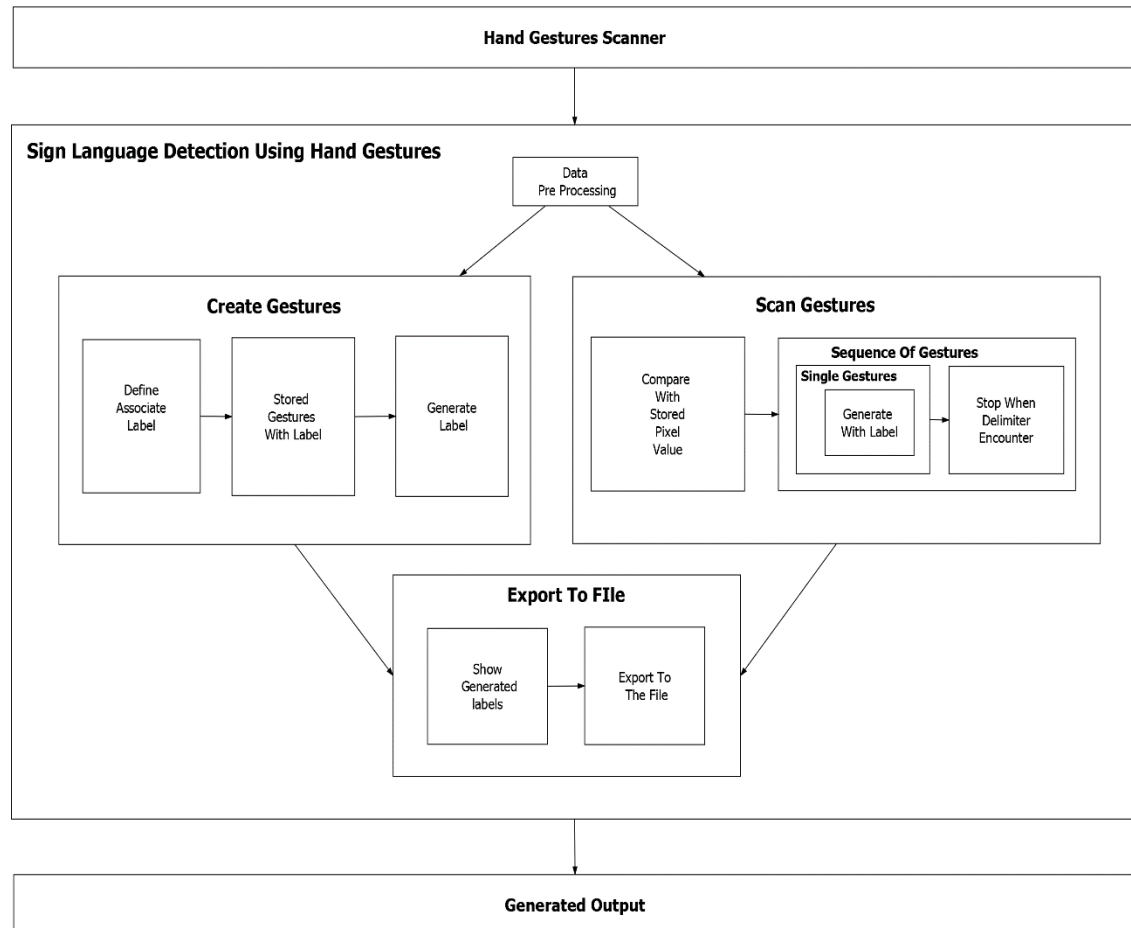 Hand Gestures Scanner
Sign Language Detection Using Hand Gestures
Data
Pre Processing
Create Gestures
Define
Associate
Label
Stored
Gestures
With Label
Generate
Label
Scan Gestures
Compare
With
Stored
Pixel
Value
Sequence Of Gestures
Single Gestures
Generate
With Label
Stop When
Delimiter
Encounter
Export To FIle
Show
Generated
labels
Export To
The File
Generated Output